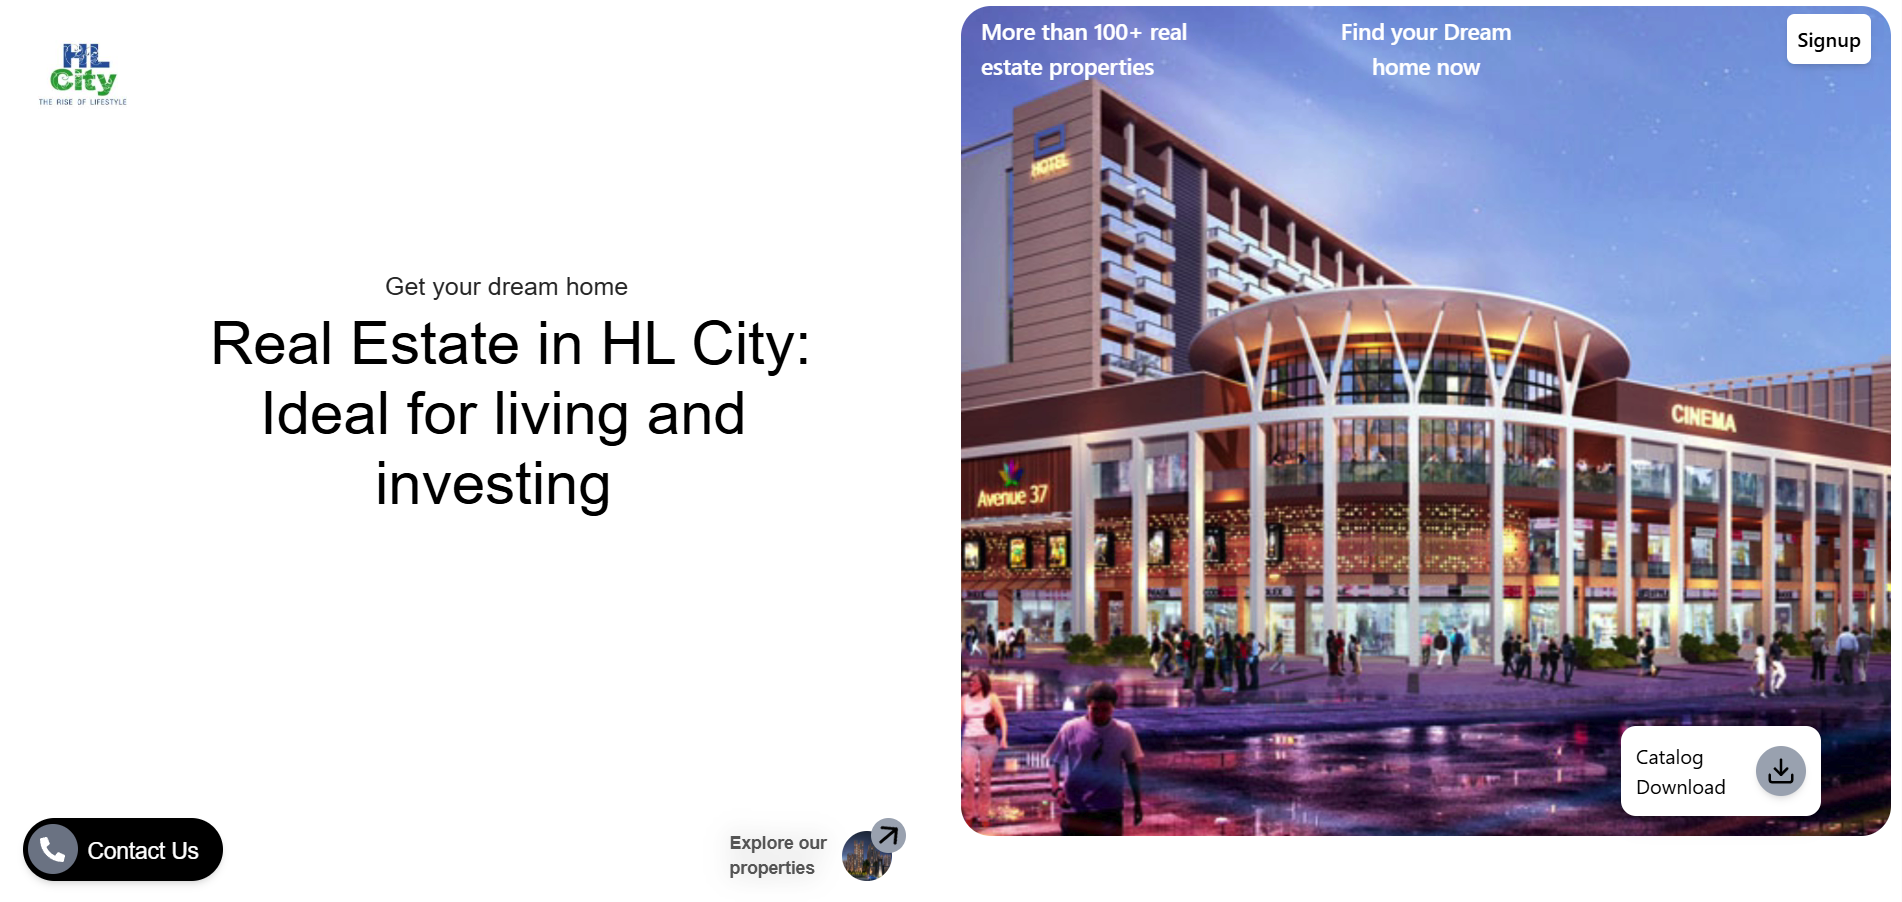 HL
City
THE RISE OF LIFESTYLE
Get your dream home
Real Estate in HL City:
Ideal for living and
investing
Contact Us
Explore our
properties
More than 100+ real
estate properties
Find your Dream
home now
Signup
HOTEL
CINEMA
Avenue 37
Catalog
Download